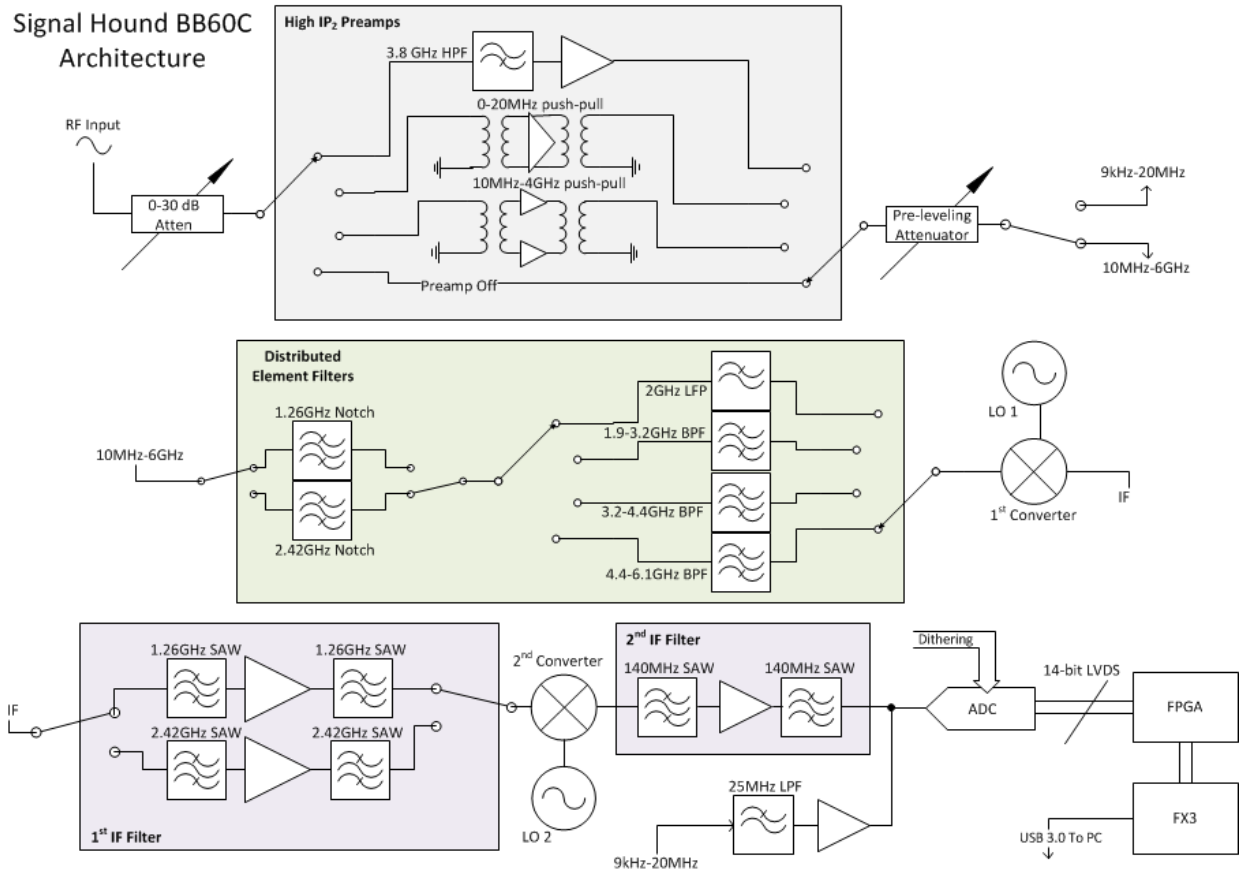 Signal Hound BB60C
Architecture
High IP2 Preamps
3.8 GHz HPF
0-20MHz push-pull
RF Input
10MHz-4GHz push-pull
0-30 dB
Atten
9kHz-20MHz
Pre-leveling
Attenuator
10MHz-6GHz
Preamp Off
Distributed
Element Filters
2GHz LFP
LO 1
1.26GHz Notch
1.9-3.2GHz BPF
10MHz-6GHz
3.2-4.4GHz BPF
IF
1st Converter
2.42GHz Notch
4.4-6.1GHz BPF
1.26GHz SAW
1.26GHz SAW
2nd Converter
2nd IF Filter
Dithering
140MHz SAW
140MHz SAW
14-bit LVDS
IF
ADC
FPGA
2.42GHz SAW
2.42GHz SAW
25MHz LPF
1st IF Filter
LO 2
9kHz-20MHz
USB 3.0 To PC
FX3